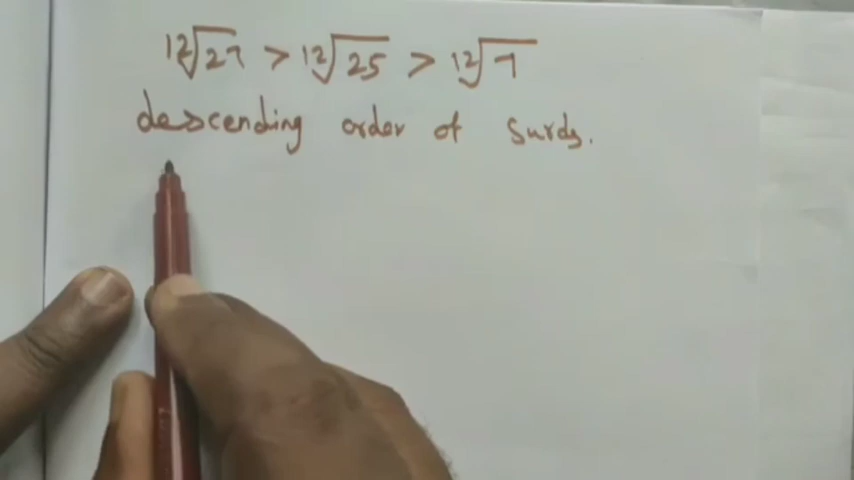 ¹²√27 > ¹²√25 > ¹²√7
descending order of surds.